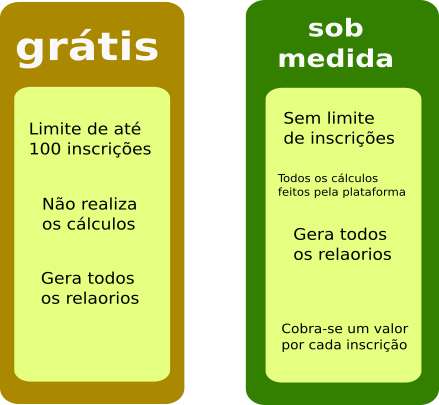 grátis
Limite de até
100 inscrições
Não realiza
os cálculos
Gera todos
os relaorios
sob
medida
Sem limite
de inscrições
Todos os cálculos
feitos pela plataforma
Gera todos
os relaorios
Cobra-se um valor
por cada inscrição